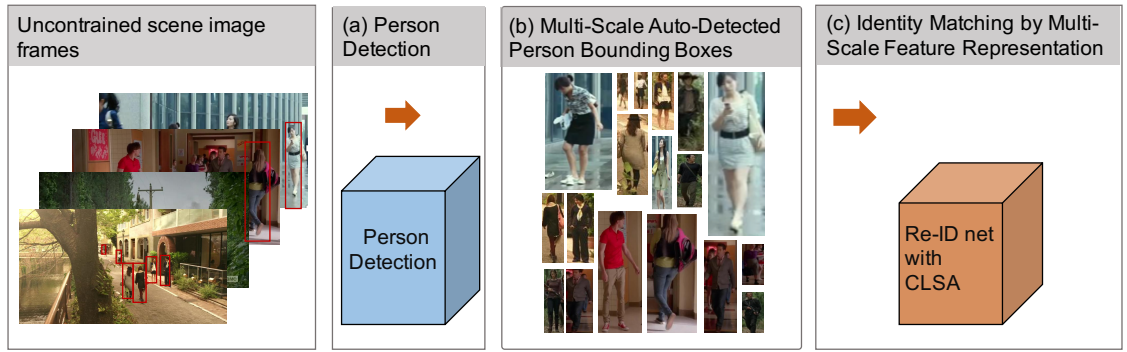 Uncontrained scene image
frames
(a) Person
Detection
(b) Multi-Scale Auto-Detected
Person Bounding Boxes
(c) Identity Matching by Multi-
Scale Feature Representation
Person
Detection
Re-ID net
with
CLSA